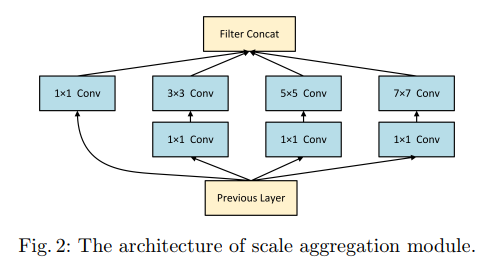 Filter Concat
1×1 Conv
3×3 Conv
5×5 Conv
7×7 Conv
1×1 Conv
1×1 Conv
1×1 Conv
Previous Layer
Fig. 2: The architecture of scale aggregation module.